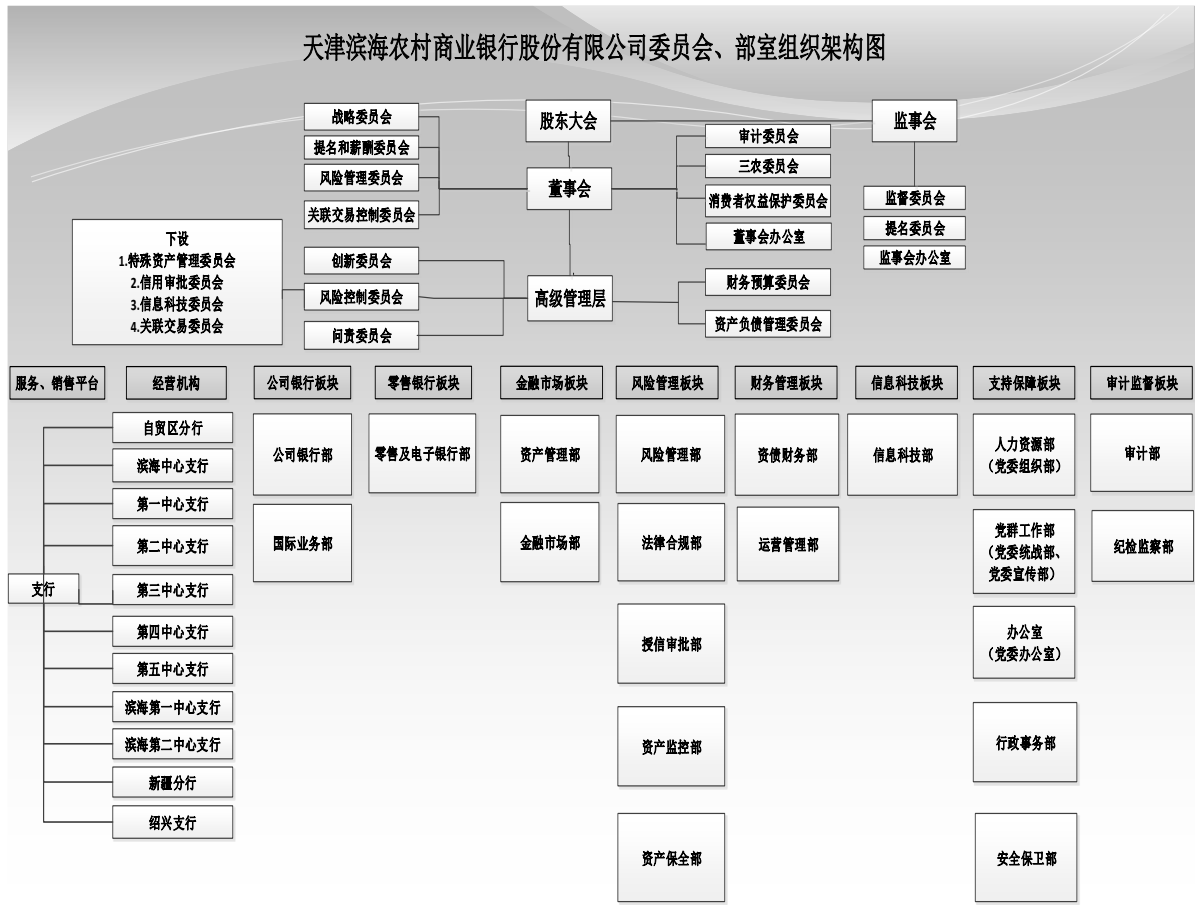 天津滨海农村商业银行股份有限公司委员会、部室组织架构图
股东大会
监事会
董事会
高级管理层
战略委员会
提名和薪酬委员会
风险管理委员会
关联交易控制委员会
审计委员会
三农委员会
消费者权益保护委员会
董事会办公室
监督委员会
提名委员会
监事会办公室
下设
1.特殊资产管理委员会
2.信用审批委员会
3.信息科技委员会
4.关联交易委员会
创新委员会
风险控制委员会
问责委员会
财务预算委员会
资产负债管理委员会
服务、销售平台
经营机构
公司银行板块
零售银行板块
金融市场板块
风险管理板块
财务管理板块
信息科技板块
支持保障板块
审计监督板块
支行
自贸区分行
滨海中心支行
第一中心支行
第二中心支行
第三中心支行
第四中心支行
第五中心支行
滨海第一中心支行
滨海第二中心支行
新疆分行
绍兴支行
公司银行部
国际业务部
零售及电子银行部
资产管理部
金融市场部
风险管理部
法律合规部
授信审批部
资产监控部
资产保全部
资债财务部
运营管理部
信息科技部
人力资源部
（党委组织部）
党群工作部
（党委统战部、
党委宣传部）
办公室
（党委办公室）
行政事务部
安全保卫部
审计部
纪检监察部